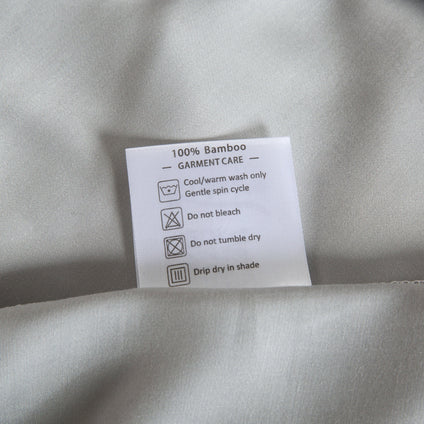 100% Bamboo
— GARMENT CARE —
Cool/warm wash only
Gentle spin cycle
Do not bleach
Do not tumble dry
Drip dry in shade